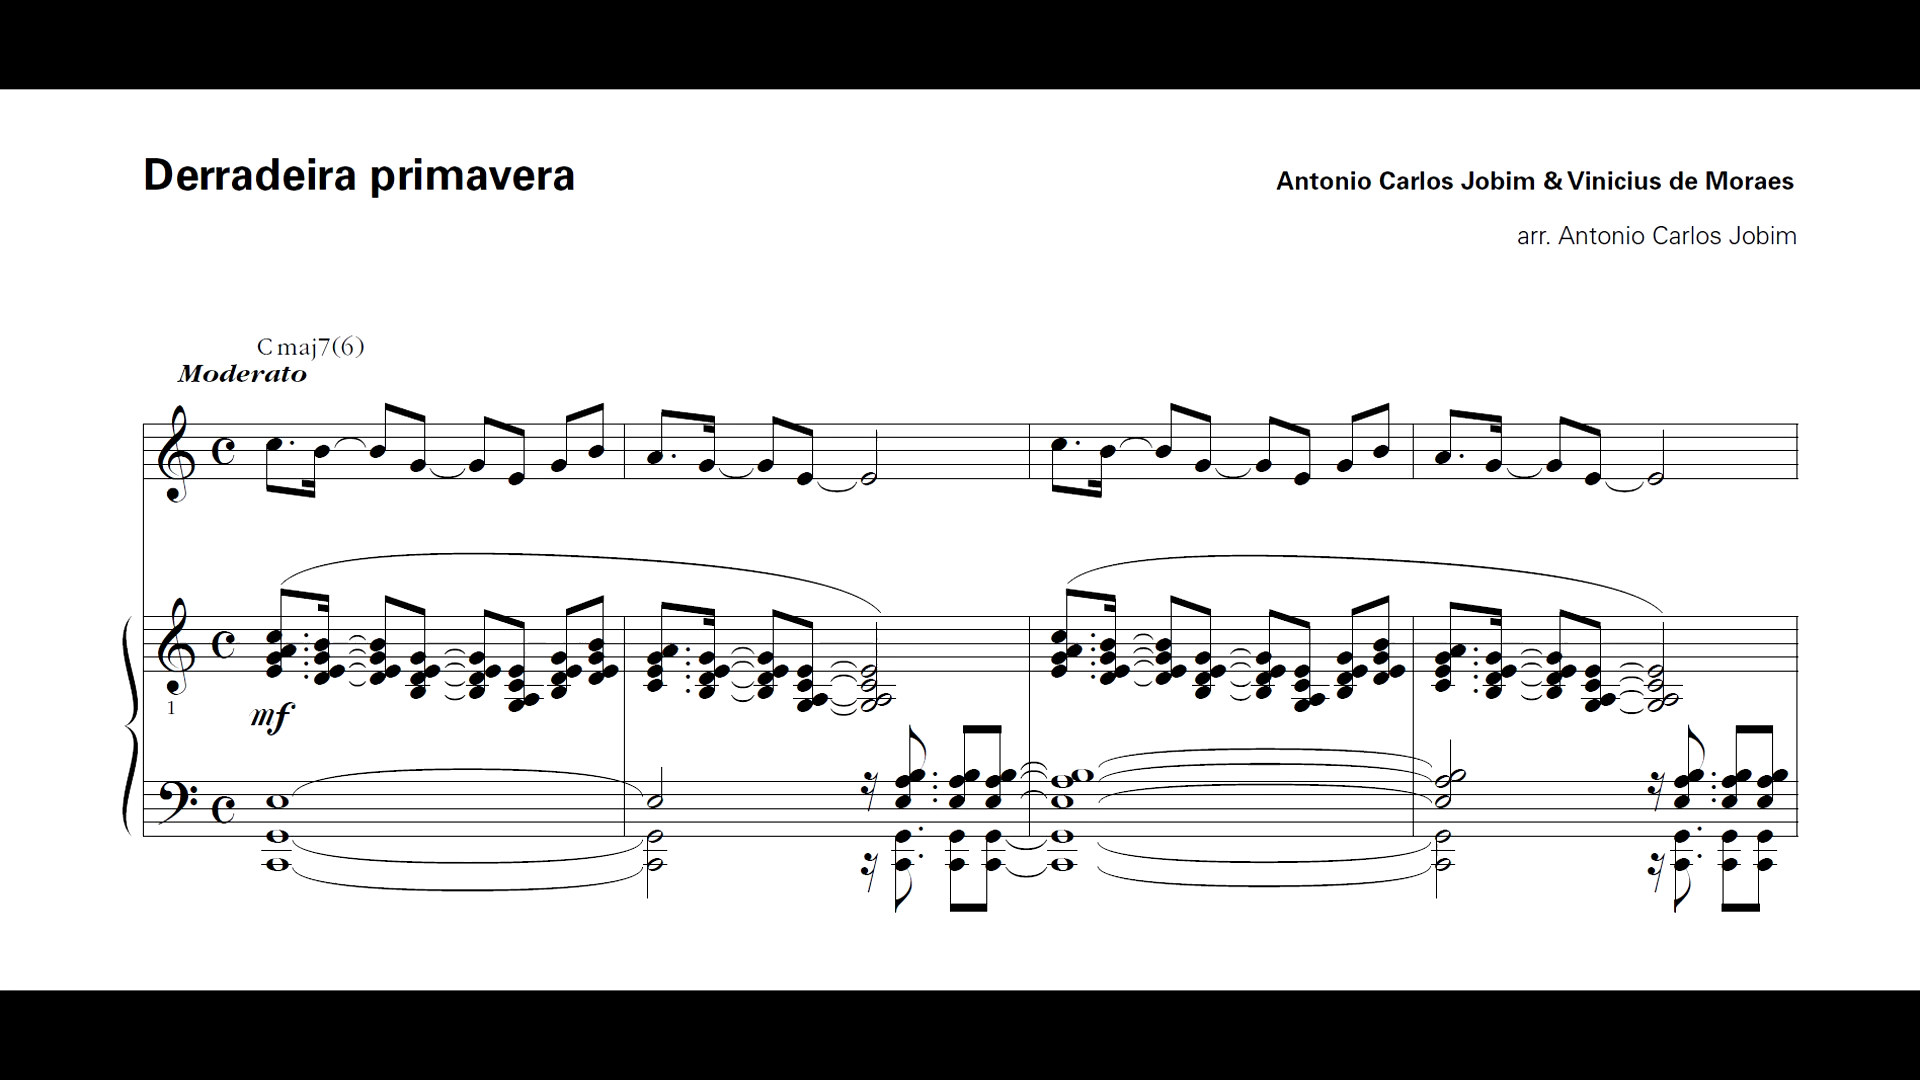 Derradeira primavera
Antonio Carlos Jobim & Vinicius de Moraes
arr. Antonio Carlos Jobim
C maj7(6)
Moderato
1
mf